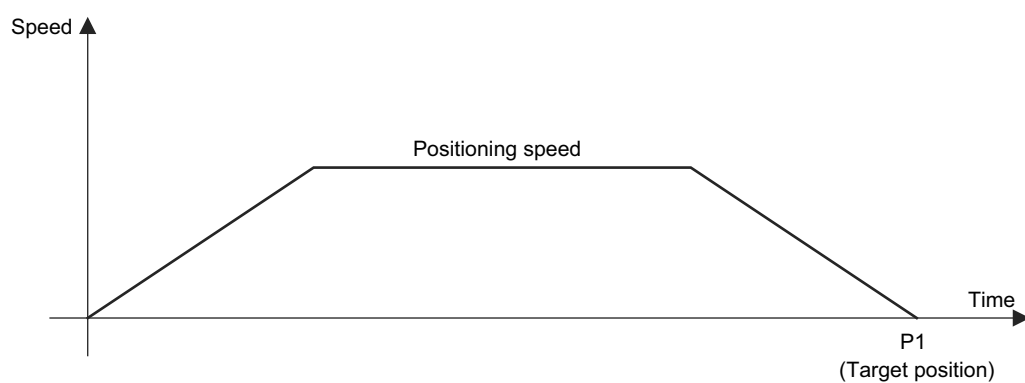 Speed
Positioning speed
Time
P1
(Target position)